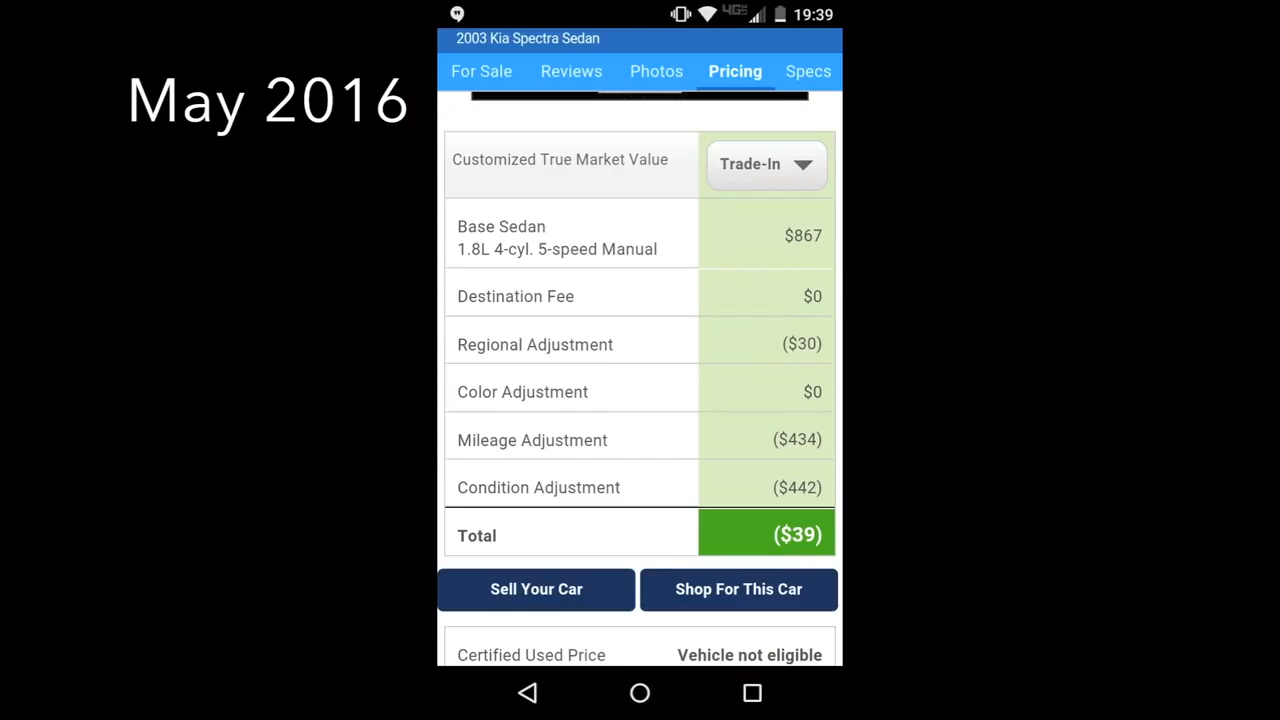 19:39
2003 Kia Spectra Sedan
For Sale Reviews Photos Pricing Specs
May 2016
Customized True Market Value Trade-In
Base Sedan
1.8L 4-cyl. 5-speed Manual $867
Destination Fee $0
Regional Adjustment ($30)
Color Adjustment $0
Mileage Adjustment ($434)
Condition Adjustment ($442)
Total ($39)
Sell Your Car Shop For This Car
Certified Used Price Vehicle not eligible